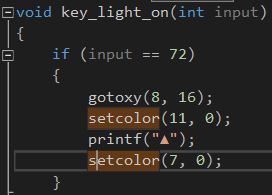 void key_light_on(int input)
{
if (input == 72)
{
gotoxy(8, 16);
setcolor(11, 0);
printf("▲");
setcolor(7, 0);
}